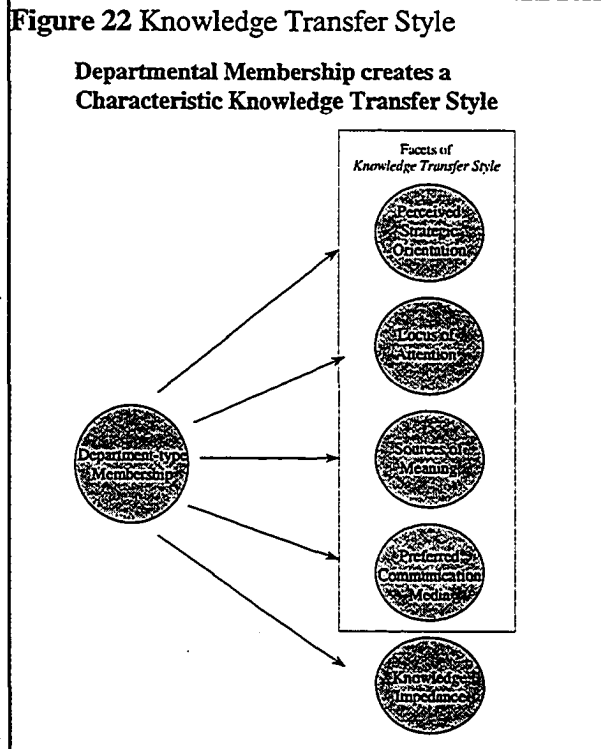 Figure 22 Knowledge Transfer Style
Departmental Membership creates a
Characteristic Knowledge Transfer Style
Facets of
Knowledge Transfer Style
Perceived
Strategic
Orientation
Locus of
Attention
Department-type
Membership
Sources of
Meaning
Preferred
Communication
Media
Knowledge
Impedance